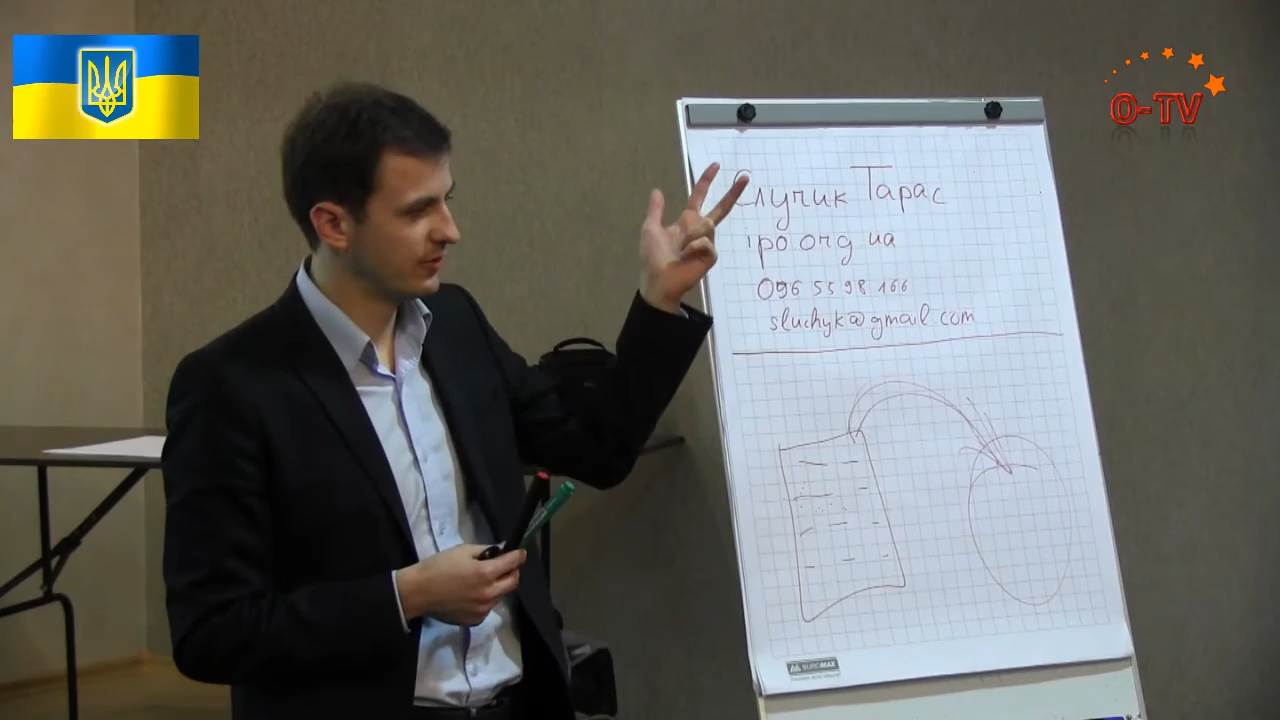 O-TV
Случик Тарас
ipo.org.ua
096 55 98 166
sluchyk@gmail.com
BUROMAX